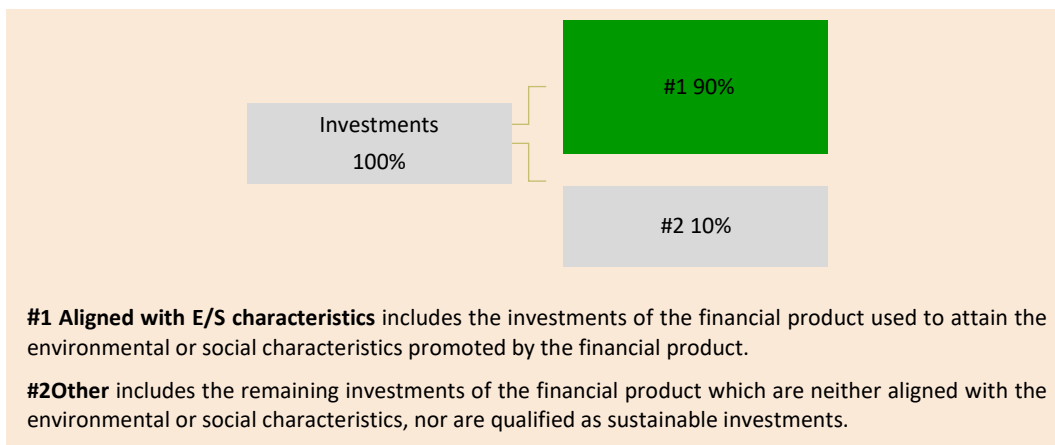 #1 90%
Investments
100%
#2 10%
#1 Aligned with E/S characteristics includes the investments of the financial product used to attain the
environmental or social characteristics promoted by the financial product.
#2Other includes the remaining investments of the financial product which are neither aligned with the
environmental or social characteristics, nor are qualified as sustainable investments.